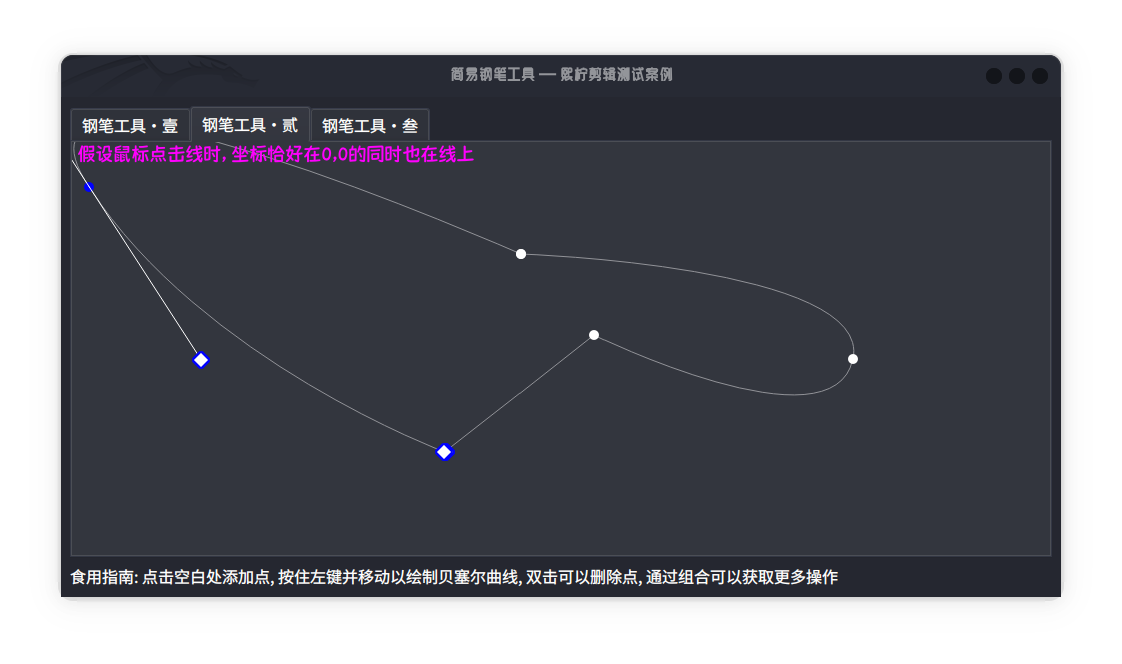 简易钢笔工具 — 熙柠剪辑测试案例
钢笔工具·壹
钢笔工具·贰
钢笔工具·叁
假设鼠标点击线时, 坐标恰好在0,0的同时也在线上
食用指南: 点击空白处添加点, 按住左键并移动以绘制贝塞尔曲线, 双击可以删除点, 通过组合可以获取更多操作